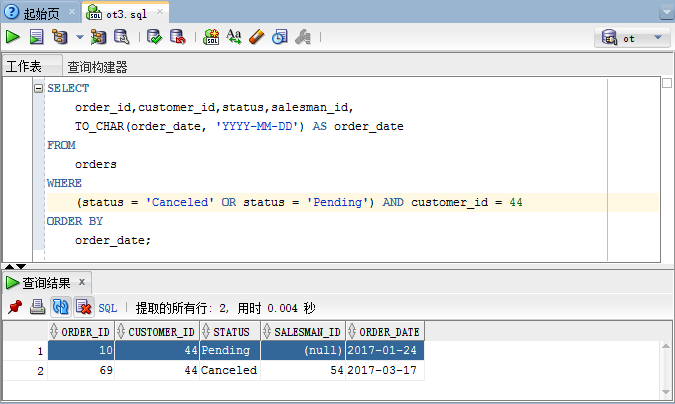 起始页 ot3.sql
ot
工作表 查询构建器
SELECT
order_id,customer_id,status,salesman_id,
TO_CHAR(order_date, 'YYYY-MM-DD') AS order_date
FROM
orders
WHERE
(status = 'Canceled' OR status = 'Pending') AND customer_id = 44
ORDER BY
order_date;
查询结果 x
SQL | 提取的所有行: 2, 用时 0.004 秒
ORDER_ID CUSTOMER_ID STATUS SALESMAN_ID ORDER_DATE
1 10 44 Pending (null) 2017-01-24
2 69 44 Canceled 54 2017-03-17